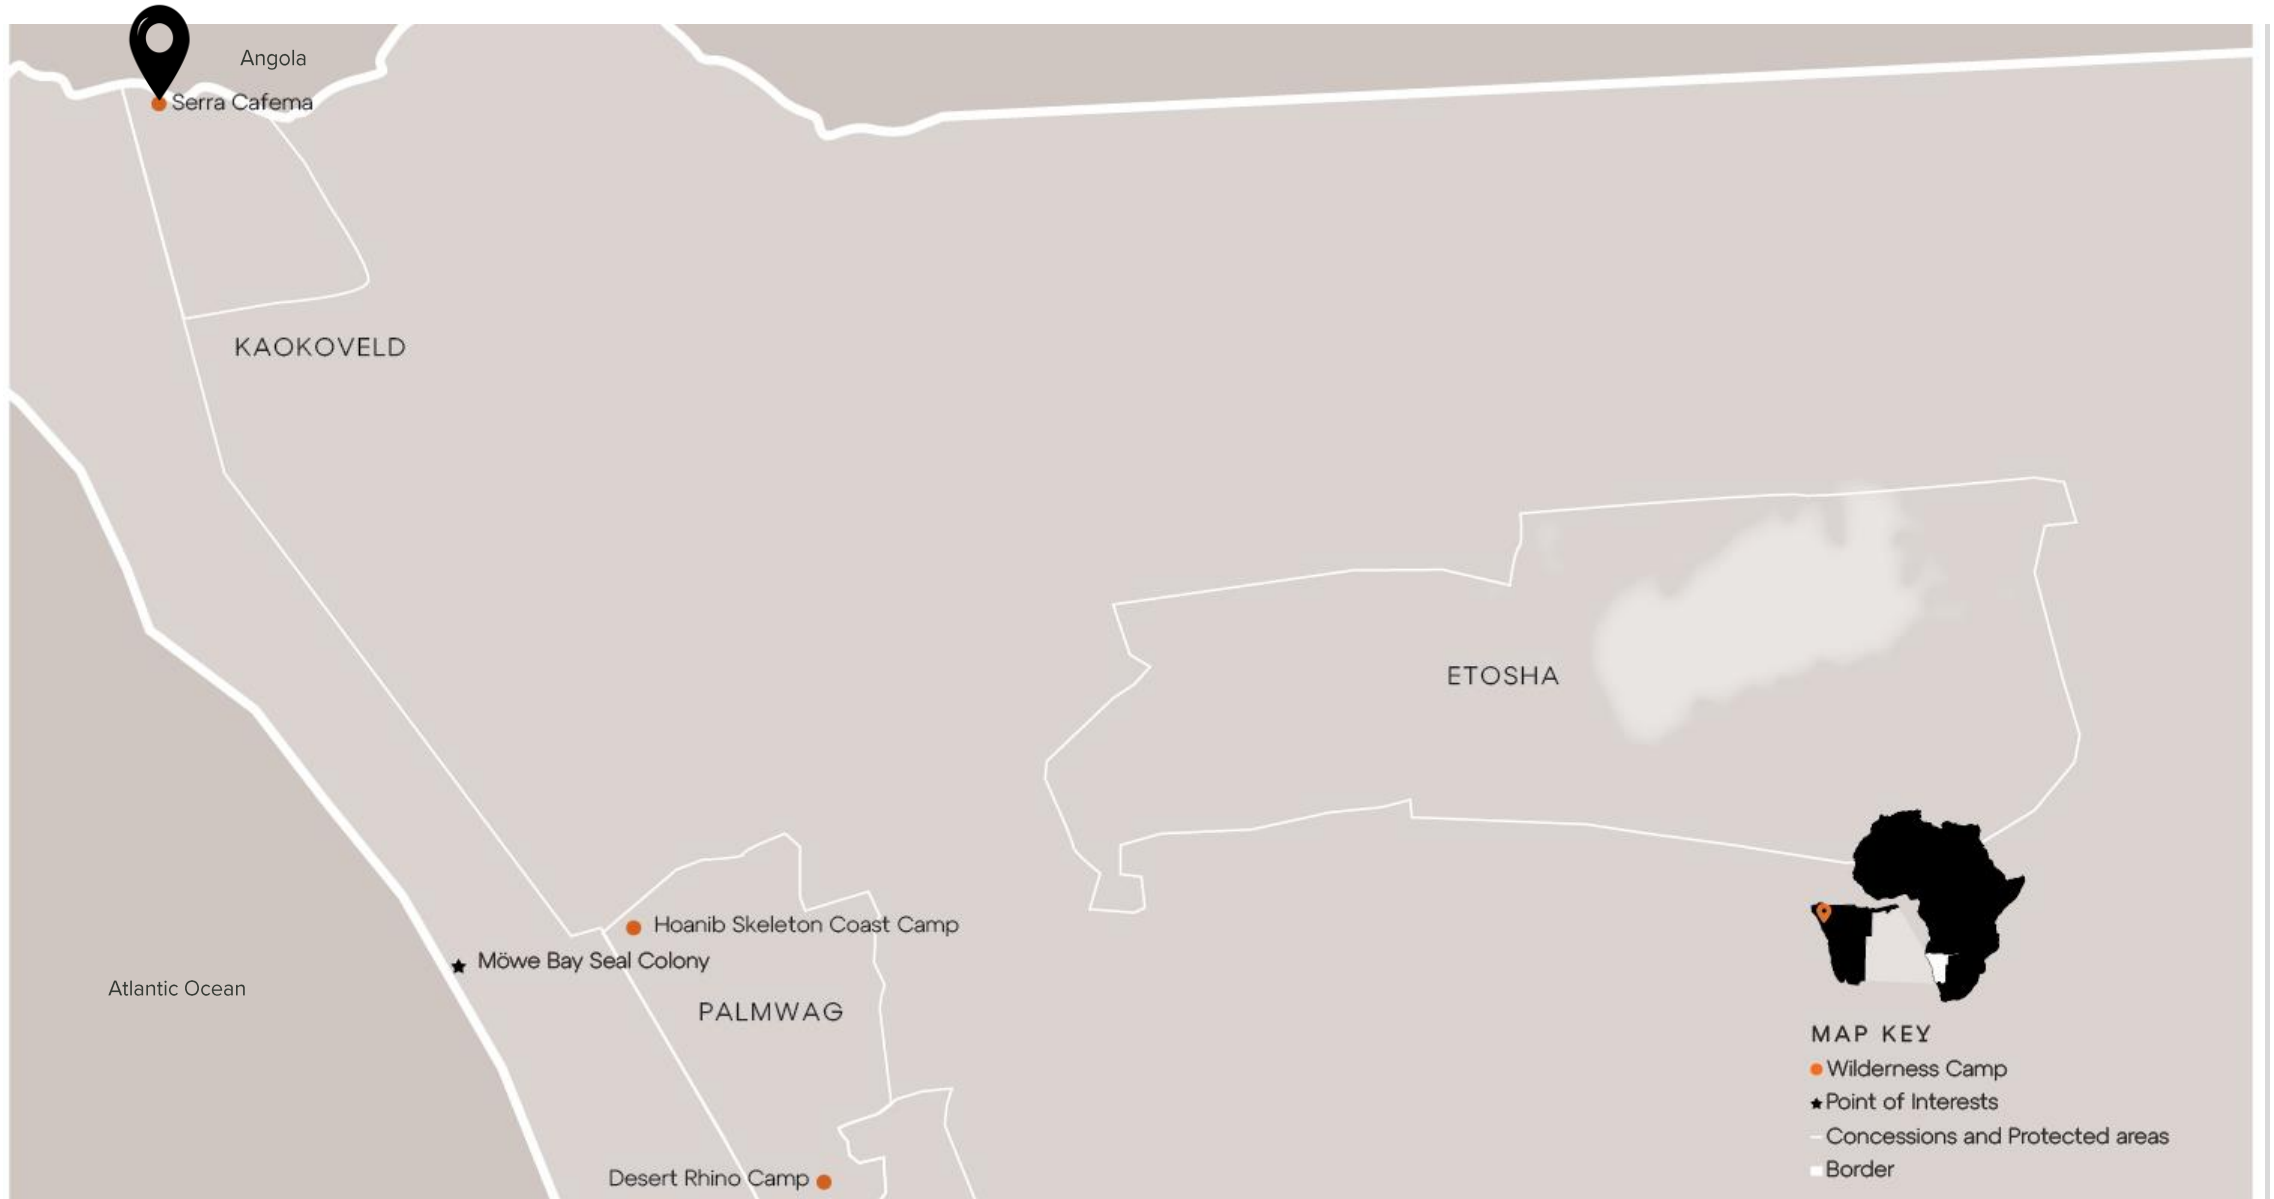 Angola
Serra Cafema
KAOKOVELD
ETOSHA
Hoanib Skeleton Coast Camp
Möwe Bay Seal Colony
Atlantic Ocean
PALMWAG
Desert Rhino Camp
MAP KEY
Wilderness Camp
Point of Interests
Concessions and Protected areas
Border